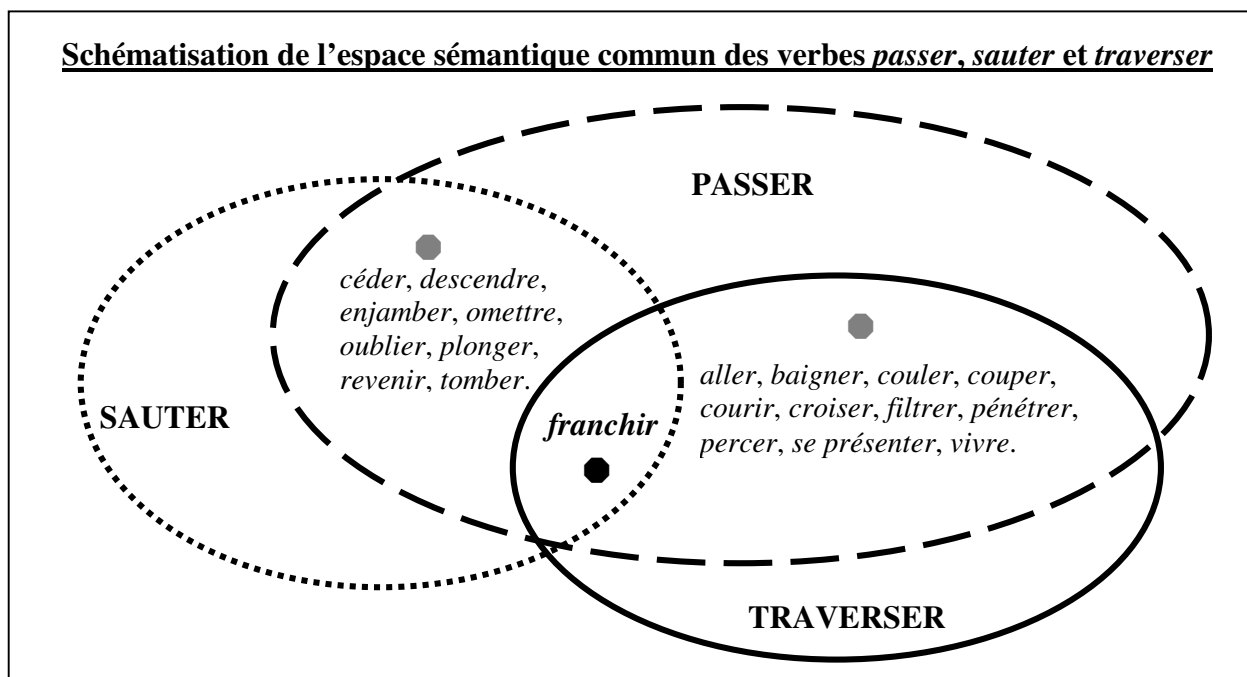 Schématisation de l’espace sémantique commun des verbes passer, sauter et traverser
PASSER
céder, descendre,
enjamber, omettre,
oublier, plonger,
revenir, tomber.
SAUTER
aller, baigner, couler, couper,
courir, croiser, filtrer, pénétrer,
percer, se présenter, vivre.
franchir
TRAVERSER